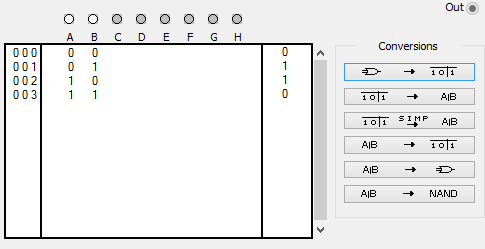 Out
A B C D E F G H
0 0 0 0 0 0
0 0 1 0 1 1
0 0 2 1 0 1
0 0 3 1 1 0
Conversions
→ 1 0 1
1 0 1 → A|B
1 0 1 SIMP → A|B
A|B → 1 0 1
A|B →
A|B → NAND